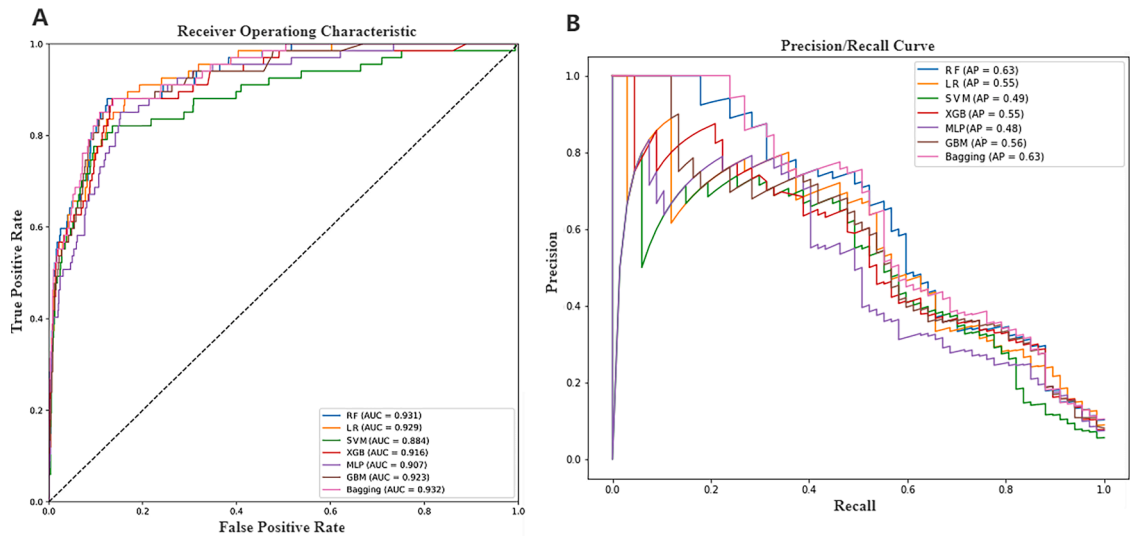 A
Receiver Operationg Characteristic
1.0
0.8
0.6
0.4
0.2
0.0
0.0 0.2 0.4 0.6 0.8 1.0
True Positive Rate
False Positive Rate
RF (AUC = 0.931)
LR (AUC = 0.929)
SVM (AUC = 0.884)
XGB (AUC = 0.916)
MLP (AUC = 0.907)
GBM (AUC = 0.923)
Bagging (AUC = 0.932)
B
Precision/Recall Curve
1.0
0.8
0.6
0.4
0.2
0.0
0.0 0.2 0.4 0.6 0.8 1.0
Precision
Recall
RF (AP = 0.63)
LR (AP = 0.55)
SVM (AP = 0.49)
XGB (AP = 0.55)
MLP (AP = 0.48)
GBM (AP = 0.56)
Bagging (AP = 0.63)